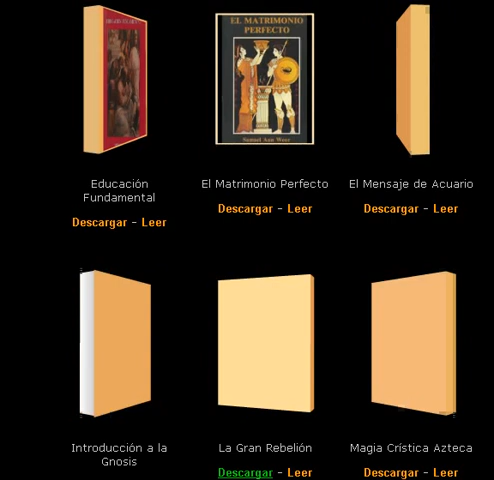 EL MATRIMONIO
PERFECTO
Samael Aun Weor
Educación
Fundamental
Descargar - Leer
El Matrimonio Perfecto
Descargar - Leer
El Mensaje de Acuario
Descargar - Leer
Introducción a la
Gnosis
La Gran Rebelión
Descargar - Leer
Magia Crística Azteca
Descargar - Leer